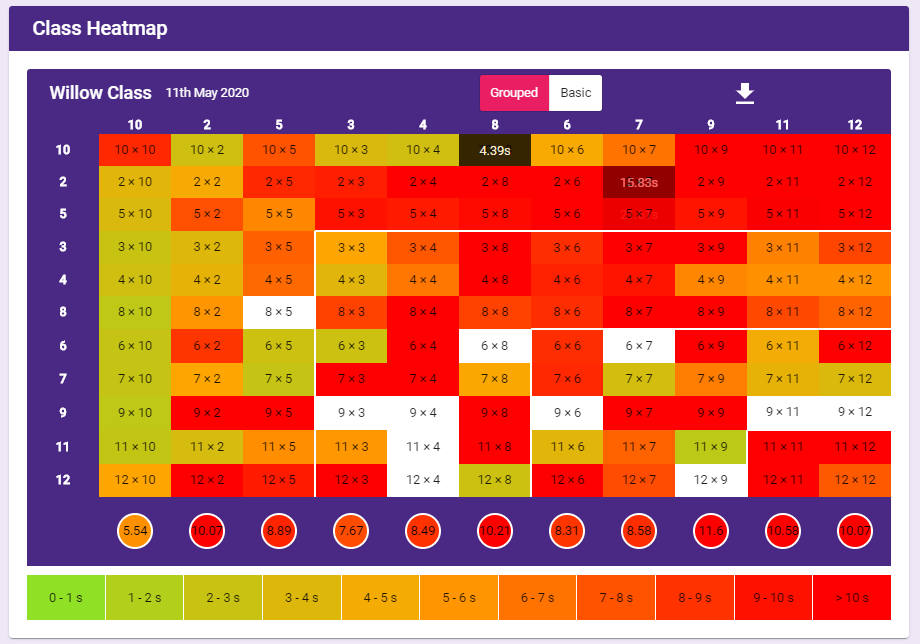 Class Heatmap
Willow Class 11th May 2020 Grouped Basic
10 2 5 3 4 8 6 7 9 11 12
10 10 × 10 10 × 2 10 × 5 10 × 3 10 × 4 4.39s 10 × 6 10 × 7 10 × 9 10 × 11 10 × 12
2 2 × 10 2 × 2 2 × 5 2 × 3 2 × 4 2 × 8 2 × 6 15.83s 2 × 9 2 × 11 2 × 12
5 5 × 10 5 × 2 5 × 5 5 × 3 5 × 4 5 × 8 5 × 6 5 × 9 5 × 11 5 × 12
3 3 × 10 3 × 2 3 × 5 3 × 3 3 × 4 3 × 8 3 × 6 3 × 7 3 × 9 3 × 11 3 × 12
4 4 × 10 4 × 2 4 × 5 4 × 3 4 × 4 4 × 8 4 × 6 4 × 7 4 × 9 4 × 11 4 × 12
8 8 × 10 8 × 2 8 × 5 8 × 3 8 × 4 8 × 8 8 × 6 8 × 7 8 × 9 8 × 11 8 × 12
6 6 × 10 6 × 2 6 × 5 6 × 3 6 × 4 6 × 8 6 × 6 6 × 7 6 × 9 6 × 11 6 × 12
7 7 × 10 7 × 2 7 × 5 7 × 3 7 × 4 7 × 8 7 × 6 7 × 7 7 × 9 7 × 11 7 × 12
9 9 × 10 9 × 2 9 × 5 9 × 3 9 × 4 9 × 8 9 × 6 9 × 7 9 × 9 9 × 11 9 × 12
11 11 × 10 11 × 2 11 × 5 11 × 3 11 × 4 11 × 8 11 × 6 11 × 7 11 × 9 11 × 11 11 × 12
12 12 × 10 12 × 2 12 × 5 12 × 3 12 × 4 12 × 8 12 × 6 12 × 7 12 × 9 12 × 11 12 × 12
5.54 10.07 8.89 7.67 8.49 10.21 8.31 8.58 11.6 10.58 10.07
0 - 1 s 1 - 2 s 2 - 3 s 3 - 4 s 4 - 5 s 5 - 6 s 6 - 7 s 7 - 8 s 8 - 9 s 9 - 10 s > 10 s